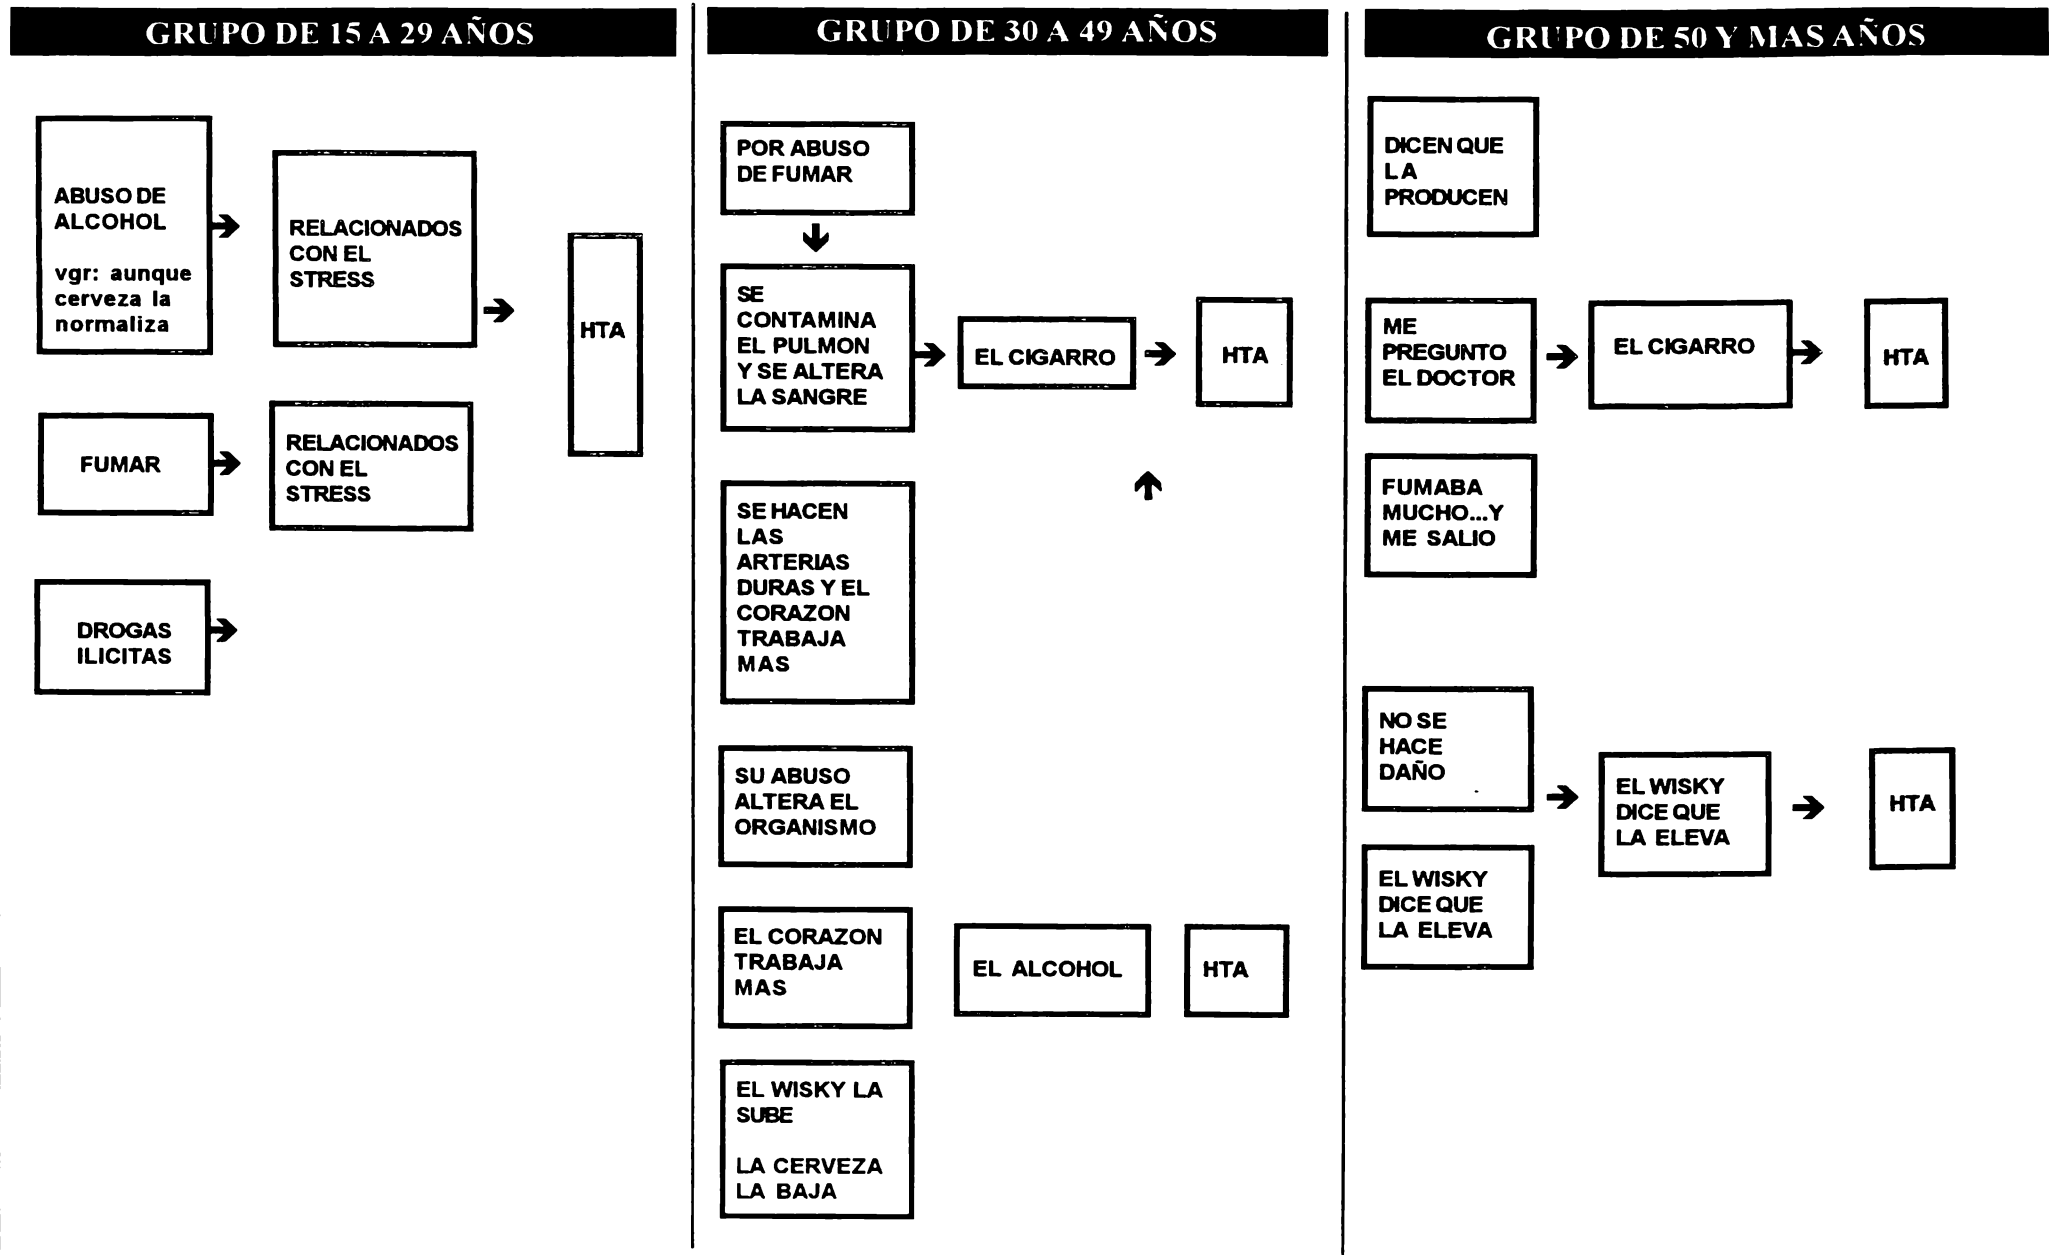 GRUPO DE 15 A 29 AÑOS
ABUSO DE
ALCOHOL
vgr: aunque
cerveza la
normaliza
RELACIONADOS
CON EL
STRESS
HTA
FUMAR
RELACIONADOS
CON EL
STRESS
DROGAS
ILICITAS
GRUPO DE 30 A 49 AÑOS
POR ABUSO
DE FUMAR
SE
CONTAMINA
EL PULMON
Y SE ALTERA
LA SANGRE
EL CIGARRO
HTA
SE HACEN
LAS
ARTERIAS
DURAS Y EL
CORAZON
TRABAJA
MAS
SU ABUSO
ALTERA EL
ORGANISMO
EL CORAZON
TRABAJA
MAS
EL ALCOHOL
HTA
EL WISKY LA
SUBE
LA CERVEZA
LA BAJA
GRUPO DE 50 Y MAS AÑOS
DICEN QUE
LA
PRODUCEN
ME
PREGUNTO
EL DOCTOR
EL CIGARRO
HTA
FUMABA
MUCHO...Y
ME SALIO
NO SE
HACE
DAÑO
EL WISKY
DICE QUE
LA ELEVA
HTA
EL WISKY
DICE QUE
LA ELEVA